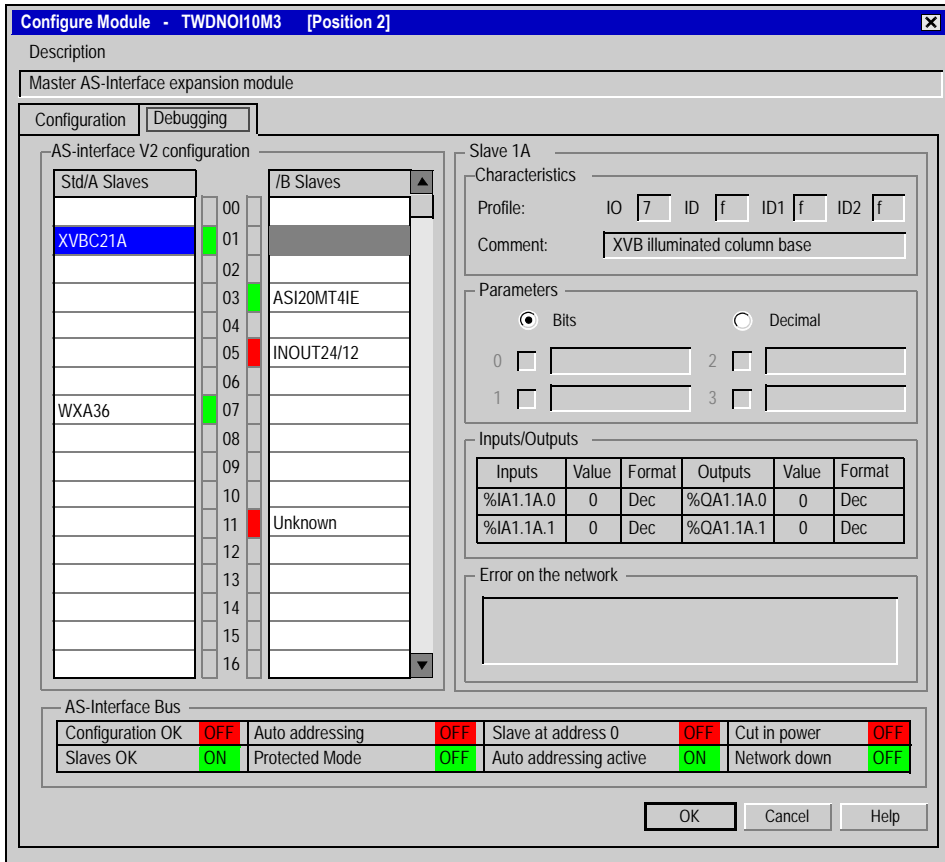 Configure Module - TWDNOI10M3 [Position 2]
Description
Master AS-Interface expansion module
Configuration Debugging
AS-interface V2 configuration
Std/A Slaves /B Slaves
00
XVBC21A 01
02
03 ASI20MT4IE
04
05 INOUT24/12
06
WXA36 07
08
09
10
11 Unknown
12
13
14
15
16
Slave 1A
Characteristics
Profile: IO 7 ID f ID1 f ID2 f
Comment: XVB illuminated column base
Parameters
Bits Decimal
0 2
1 3
Inputs/Outputs
Inputs Value Format Outputs Value Format
%IA1.1A.0 0 Dec %QA1.1A.0 0 Dec
%IA1.1A.1 0 Dec %QA1.1A.1 0 Dec
Error on the network
AS-Interface Bus
Configuration OK OFF Auto addressing OFF Slave at address 0 OFF Cut in power OFF
Slaves OK ON Protected Mode OFF Auto addressing active ON Network down OFF
OK Cancel Help